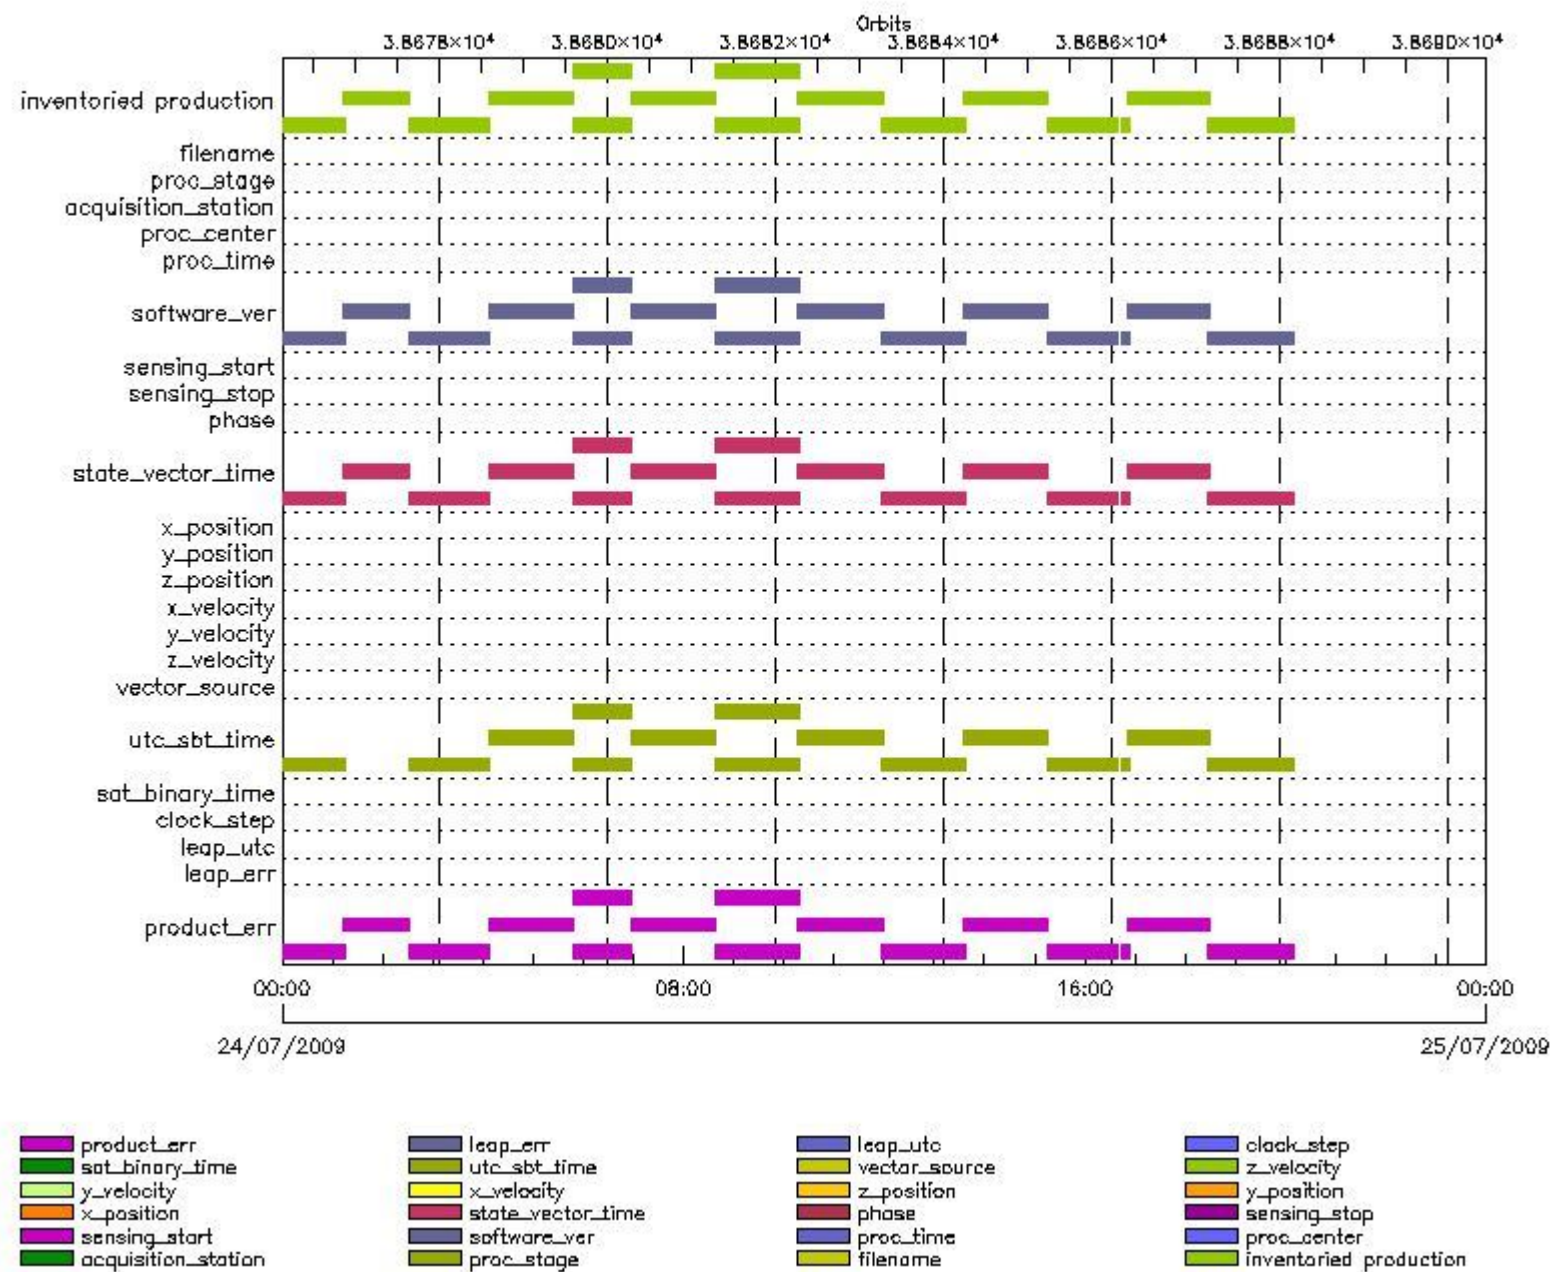 Orbits
3.8678×10⁴ 3.8680×10⁴ 3.8682×10⁴ 3.8684×10⁴ 3.8686×10⁴ 3.8688×10⁴ 3.8690×10⁴
inventoried production
filename
proc_stage
acquisition_station
proc_center
proc_time
software_ver
sensing_start
sensing_stop
phase
state_vector_time
x_position
y_position
z_position
x_velocity
y_velocity
z_velocity
vector_source
utc_sbt_time
sat_binary_time
clock_step
leap_utc
leap_err
product_err
00:00 08:00 16:00 00:00
24/07/2009 25/07/2009
product_err leap_err leap_utc clock_step
sat_binary_time utc_sbt_time vector_source z_velocity
y_velocity x_velocity z_position y_position
x_position state_vector_time phase sensing_stop
sensing_start software_ver proc_time proc_center
acquisition_station proc_stage filename inventoried production